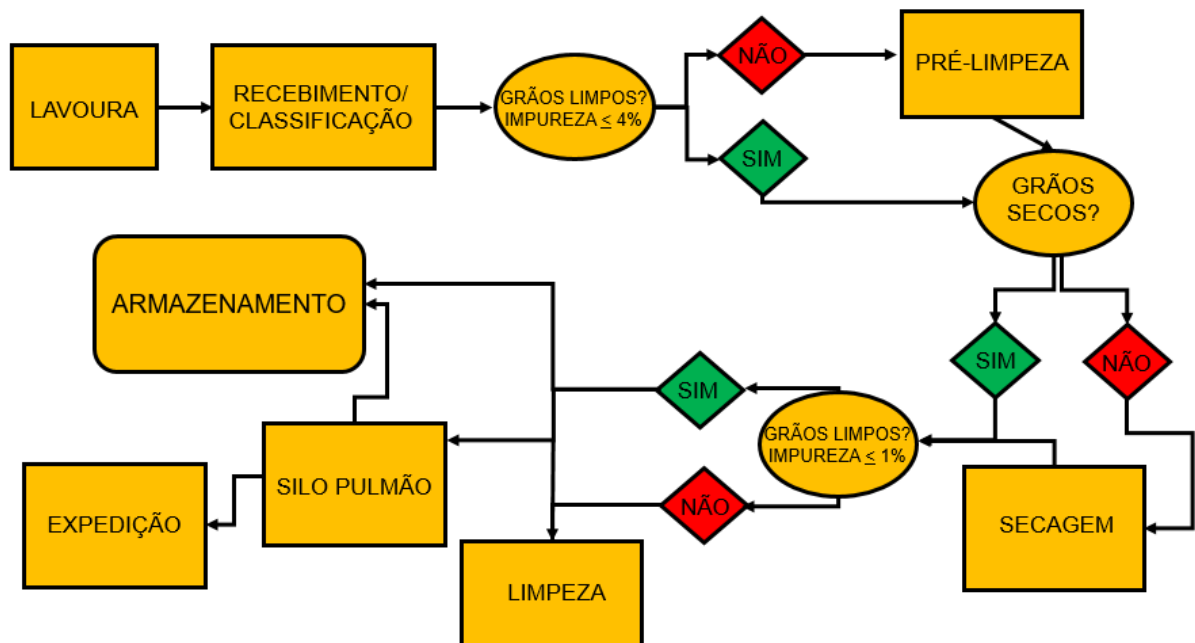 LAVOURA
RECEBIMENTO/
CLASSIFICAÇÃO
GRÃOS LIMPOS?
IMPUREZA ≤ 4%
NÃO
SIM
PRÉ-LIMPEZA
GRÃOS
SECOS?
SIM
NÃO
SECAGEM
GRÃOS LIMPOS?
IMPUREZA ≤ 1%
SIM
NÃO
ARMAZENAMENTO
SILO PULMÃO
EXPEDIÇÃO
LIMPEZA